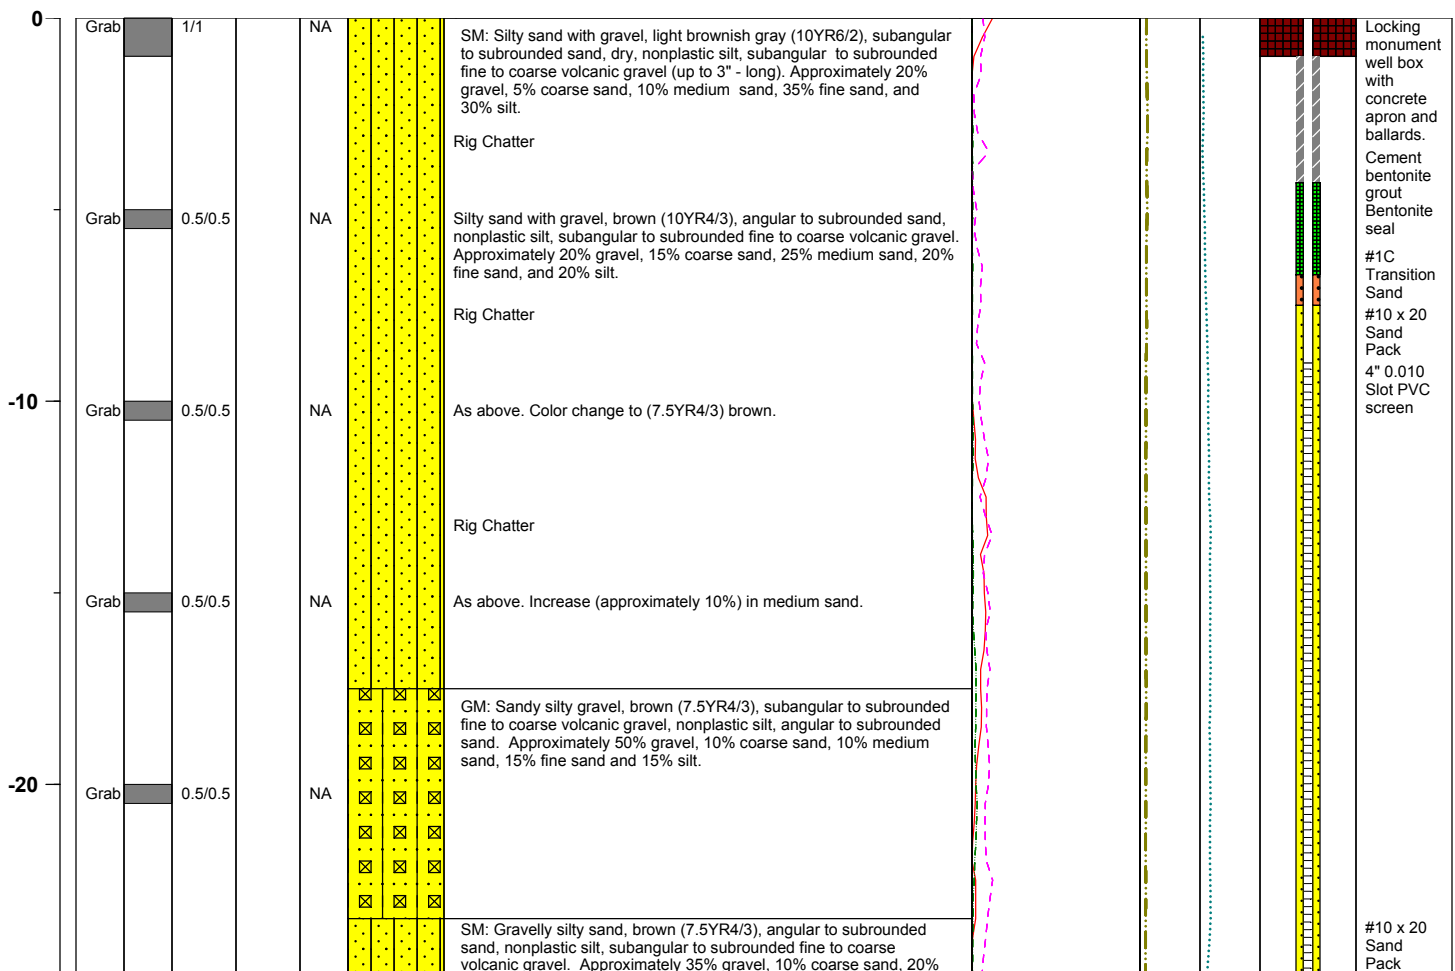 0
Grab
1/1
NA
SM: Silty sand with gravel, light brownish gray (10YR6/2), subangular
to subrounded sand, dry, nonplastic silt, subangular to subrounded
fine to coarse volcanic gravel (up to 3" - long). Approximately 20%
gravel, 5% coarse sand, 10% medium sand, 35% fine sand, and
30% silt.
Rig Chatter
Grab
0.5/0.5
NA
Silty sand with gravel, brown (10YR4/3), angular to subrounded sand,
nonplastic silt, subangular to subrounded fine to coarse volcanic gravel.
Approximately 20% gravel, 15% coarse sand, 25% medium sand, 20%
fine sand, and 20% silt.
Rig Chatter
-10
Grab
0.5/0.5
NA
As above. Color change to (7.5YR4/3) brown.
Rig Chatter
Grab
0.5/0.5
NA
As above. Increase (approximately 10%) in medium sand.
GM: Sandy silty gravel, brown (7.5YR4/3), subangular to subrounded
fine to coarse volcanic gravel, nonplastic silt, angular to subrounded
sand. Approximately 50% gravel, 10% coarse sand, 10% medium
sand, 15% fine sand and 15% silt.
-20
Grab
0.5/0.5
NA
SM: Gravelly silty sand, brown (7.5YR4/3), angular to subrounded
sand, nonplastic silt, subangular to subrounded fine to coarse
volcanic gravel. Approximately 35% gravel, 10% coarse sand, 20%
Locking
monument
well box
with
concrete
apron and
ballards.
Cement
bentonite
grout
Bentonite
seal
#1C
Transition
Sand
#10 x 20
Sand
Pack
4" 0.010
Slot PVC
screen
#10 x 20
Sand
Pack